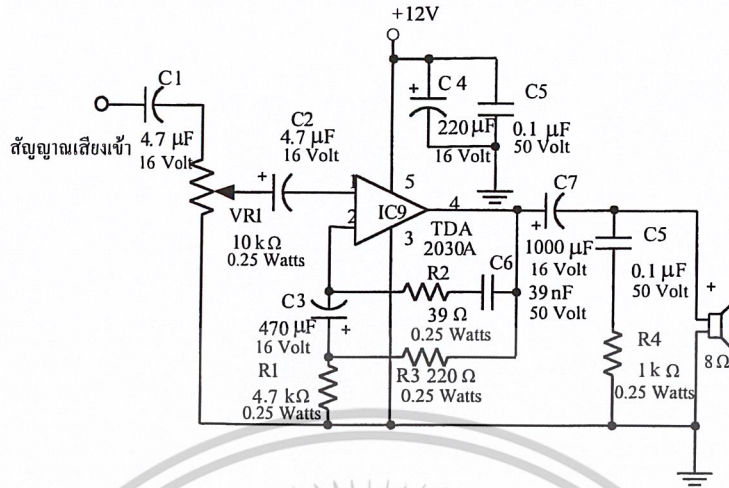 +12V
C1
4.7 µF
16 Volt
สัญญาณเสียงเข้า
VR1
10 kΩ
0.25 Watts
C2
4.7 µF
16 Volt
+
C 4
+
220 µF
16 Volt
C5
0.1 µF
50 Volt
1
2
5
IC9
3
4
TDA
2030A
C7
+
1000 µF
16 Volt
C6
39 nF
50 Volt
R2
39 Ω
0.25 Watts
C3
470 µF
16 Volt
+
R1
4.7 kΩ
0.25 Watts
R3 220 Ω
0.25 Watts
C5
0.1 µF
50 Volt
R4
1 kΩ
0.25 Watts
+
8Ω